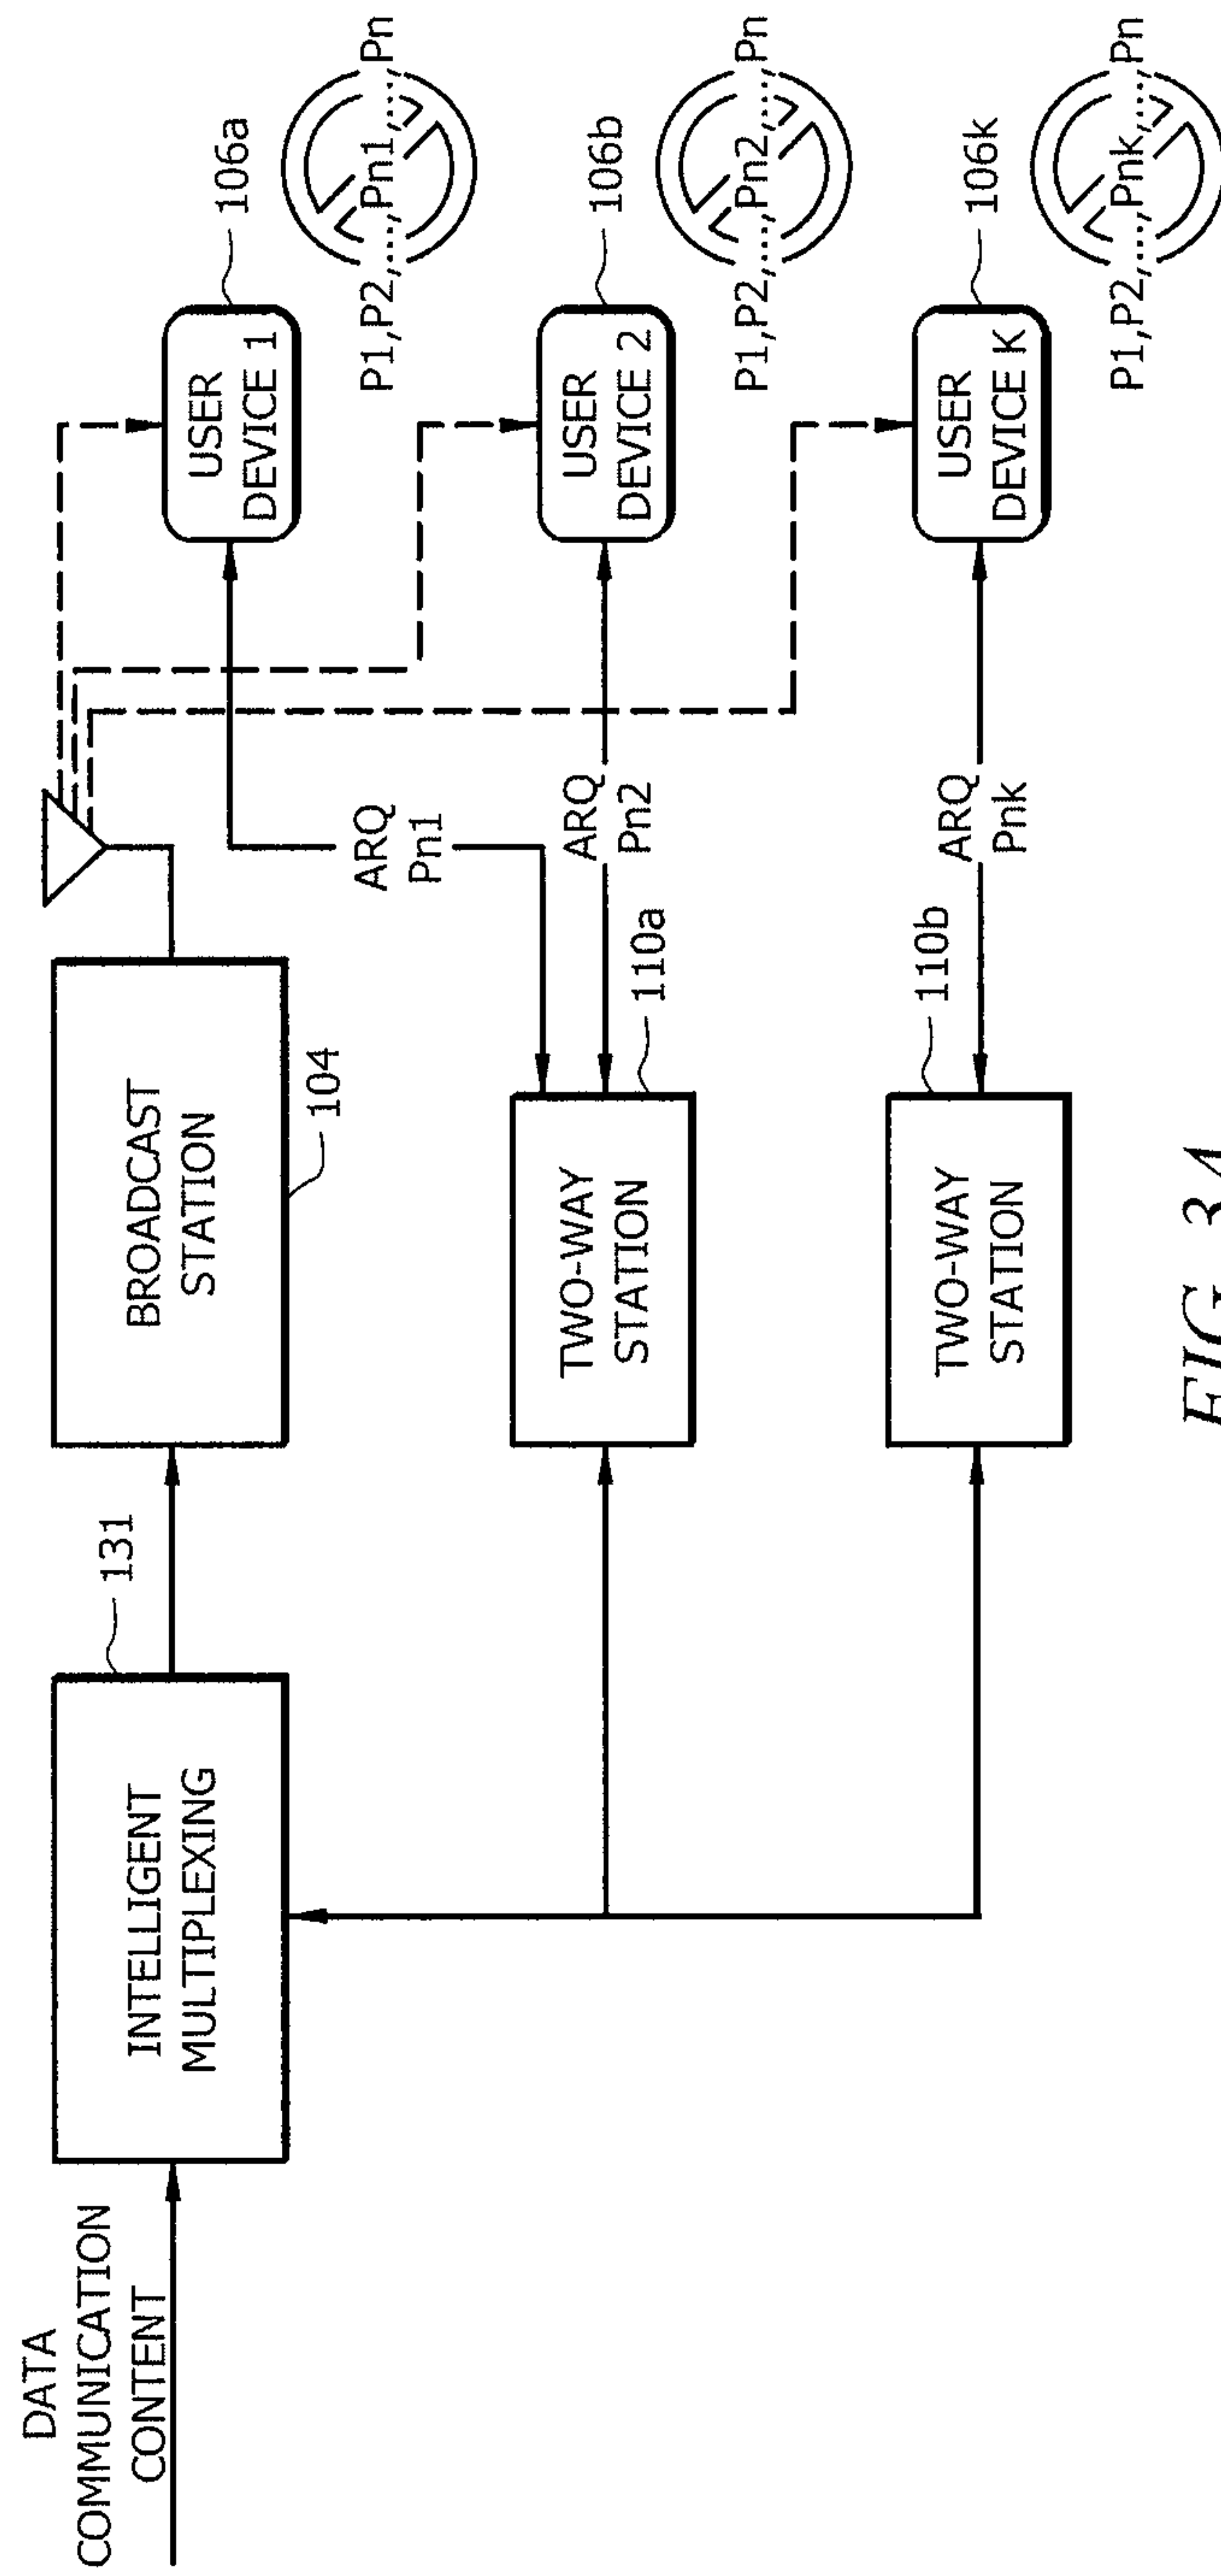 DATA
COMMUNICATION
CONTENT
INTELLIGENT
MULTIPLEXING
131
BROADCAST
STATION
104
USER
DEVICE 1
106a
P1,P2,...,Pn1,...,Pn
ARQ
Pn1
TWO-WAY
STATION
110a
ARQ
Pn2
USER
DEVICE 2
106b
P1,P2,...,Pn2,...,Pn
TWO-WAY
STATION
110b
ARQ
Pnk
USER
DEVICE K
106k
P1,P2,...,Pnk,...,Pn
FIG. 3A